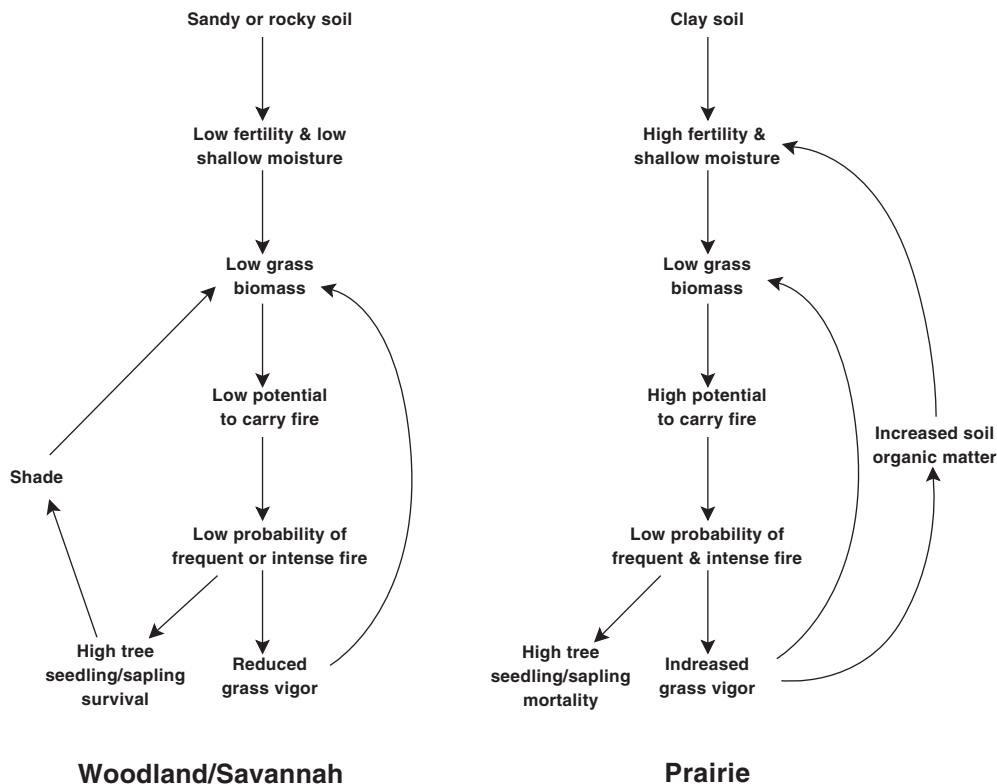 Sandy or rocky soil
Low fertility & low
shallow moisture
Low grass
biomass
Low potential
to carry fire
Shade
Low probability of
frequent or intense fire
High tree
seedling/sapling
survival
Reduced
grass vigor
Woodland/Savannah
Clay soil
High fertility &
shallow moisture
Low grass
biomass
High potential
to carry fire
Increased soil
organic matter
Low probability of
frequent & intense fire
High tree
seedling/sapling
mortality
Indreased
grass vigor
Prairie